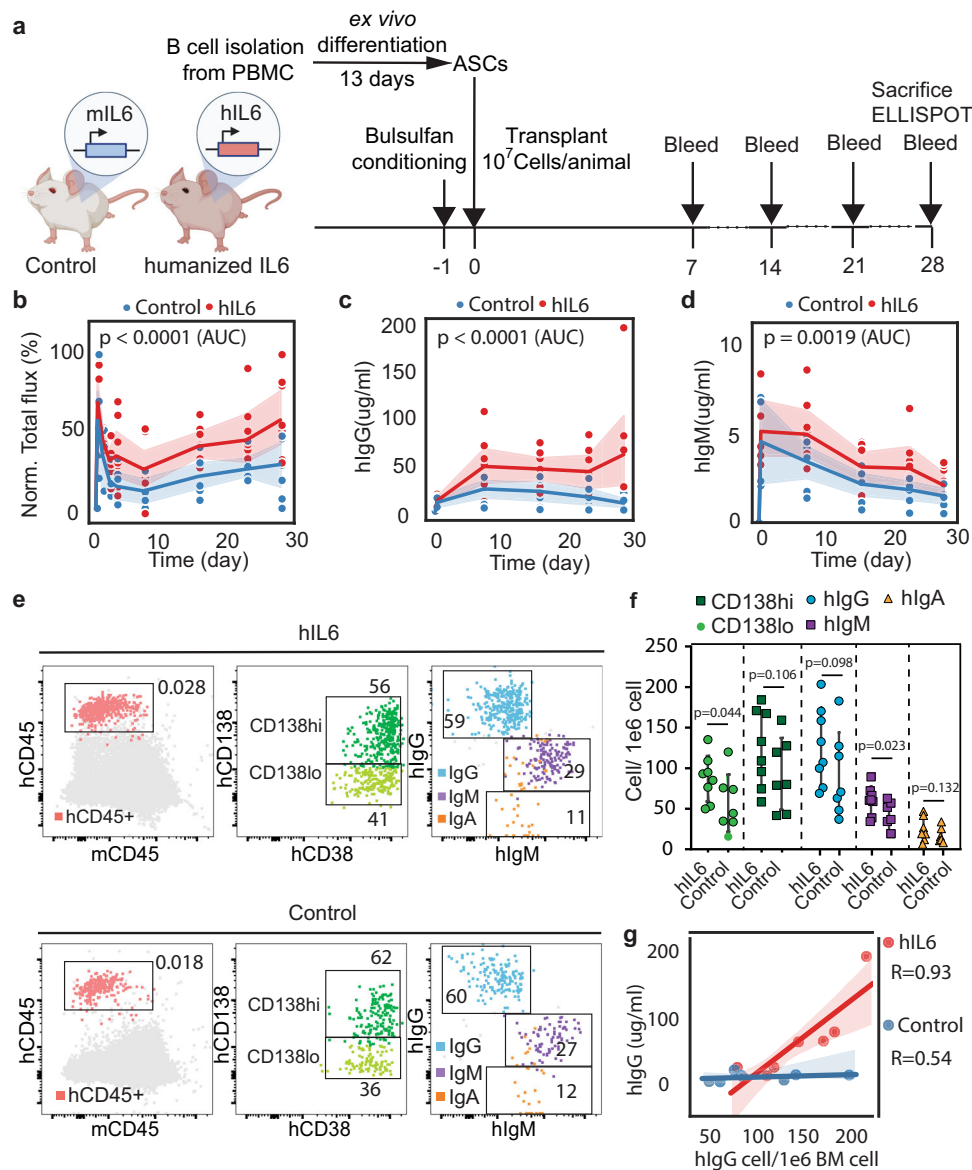 a
B cell isolation
from PBMC
ex vivo
differentiation
13 days
ASCs
mIL6
hIL6
Control
humanized IL6
Bulsulfan
conditioning
Transplant
10⁷Cells/animal
Bleed
Bleed
Bleed
Sacrifice
ELLISPOT
Bleed
-1
0
7
14
21
28
b
Control
hIL6
p < 0.0001 (AUC)
Norm. Total flux (%)
100
50
0
0
10
20
30
Time (day)
c
Control
hIL6
p < 0.0001 (AUC)
hIgG(ug/ml)
200
150
100
50
0
0
10
20
30
Time (day)
d
Control
hIL6
p = 0.0019 (AUC)
hIgM(ug/ml)
10
5
0
0
10
20
30
Time (day)
e
hIL6
hCD45
0.028
hCD45+
mCD45
hCD138
56
CD138hi
CD138lo
41
hCD38
hIgG
59
29
11
IgG
IgM
IgA
hIgM
Control
hCD45
0.018
hCD45+
mCD45
hCD138
62
CD138hi
CD138lo
36
hCD38
hIgG
60
27
12
IgG
IgM
IgA
hIgM
f
CD138hi
hIgG
hIgA
CD138lo
hIgM
Cell/ 1e6 cell
250
200
150
100
50
0
p=0.044
p=0.106
p=0.098
p=0.023
p=0.132
hIL6
Control
hIL6
Control
hIL6
Control
hIL6
Control
hIL6
Control
g
hIgG (ug/ml)
200
100
0
50
100
150
200
hIgG cell/1e6 BM cell
hIL6
R=0.93
Control
R=0.54